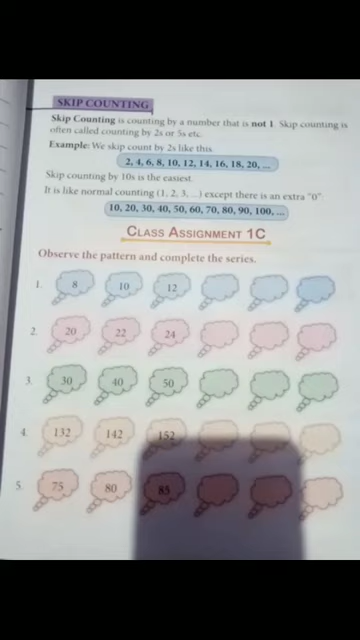 SKIP COUNTING
Skip Counting is counting by a number that is not 1. Skip counting is
often called counting by 2s or 5s etc.
Example: We skip count by 2s like this.
2, 4, 6, 8, 10, 12, 14, 16, 18, 20, ...
Skip counting by 10s is the easiest.
It is like normal counting (1, 2, 3, ...) except there is an extra "0".
10, 20, 30, 40, 50, 60, 70, 80, 90, 100, ...
CLASS ASSIGNMENT 1C
Observe the pattern and complete the series.
1. 8 10 12
2. 20 22 24
3. 30 40 50
4. 132 142 152
5. 75 80 85